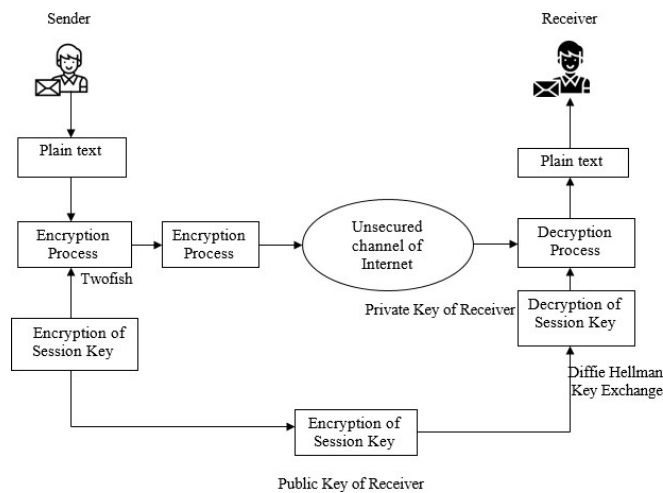 Sender
Receiver
Plain text
Plain text
Encryption
Process
Encryption
Process
Unsecured
channel of
Internet
Decryption
Process
Twofish
Private Key of Receiver
Decryption of
Session Key
Encryption of
Session Key
Diffie Hellman
Key Exchange
Encryption of
Session Key
Public Key of Receiver